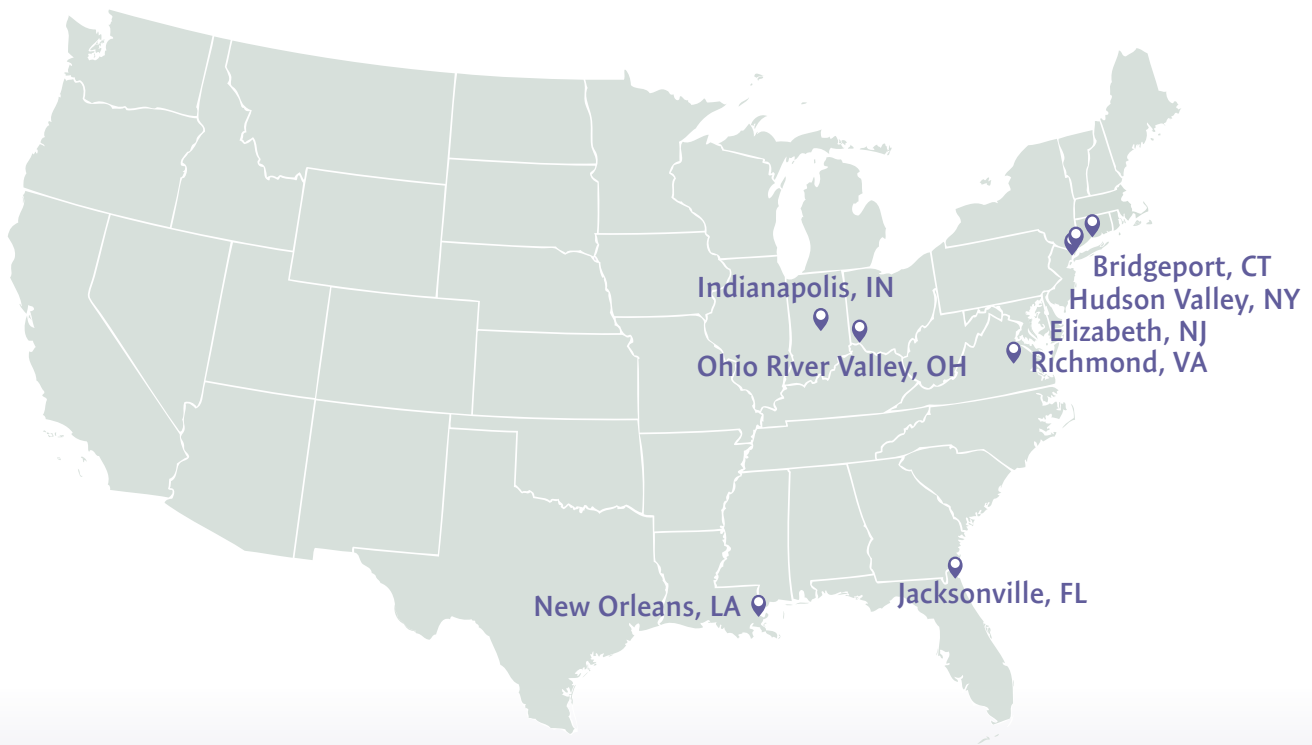 Bridgeport, CT
Indianapolis, IN
Hudson Valley, NY
Elizabeth, NJ
Ohio River Valley, OH
Richmond, VA
Jacksonville, FL
New Orleans, LA